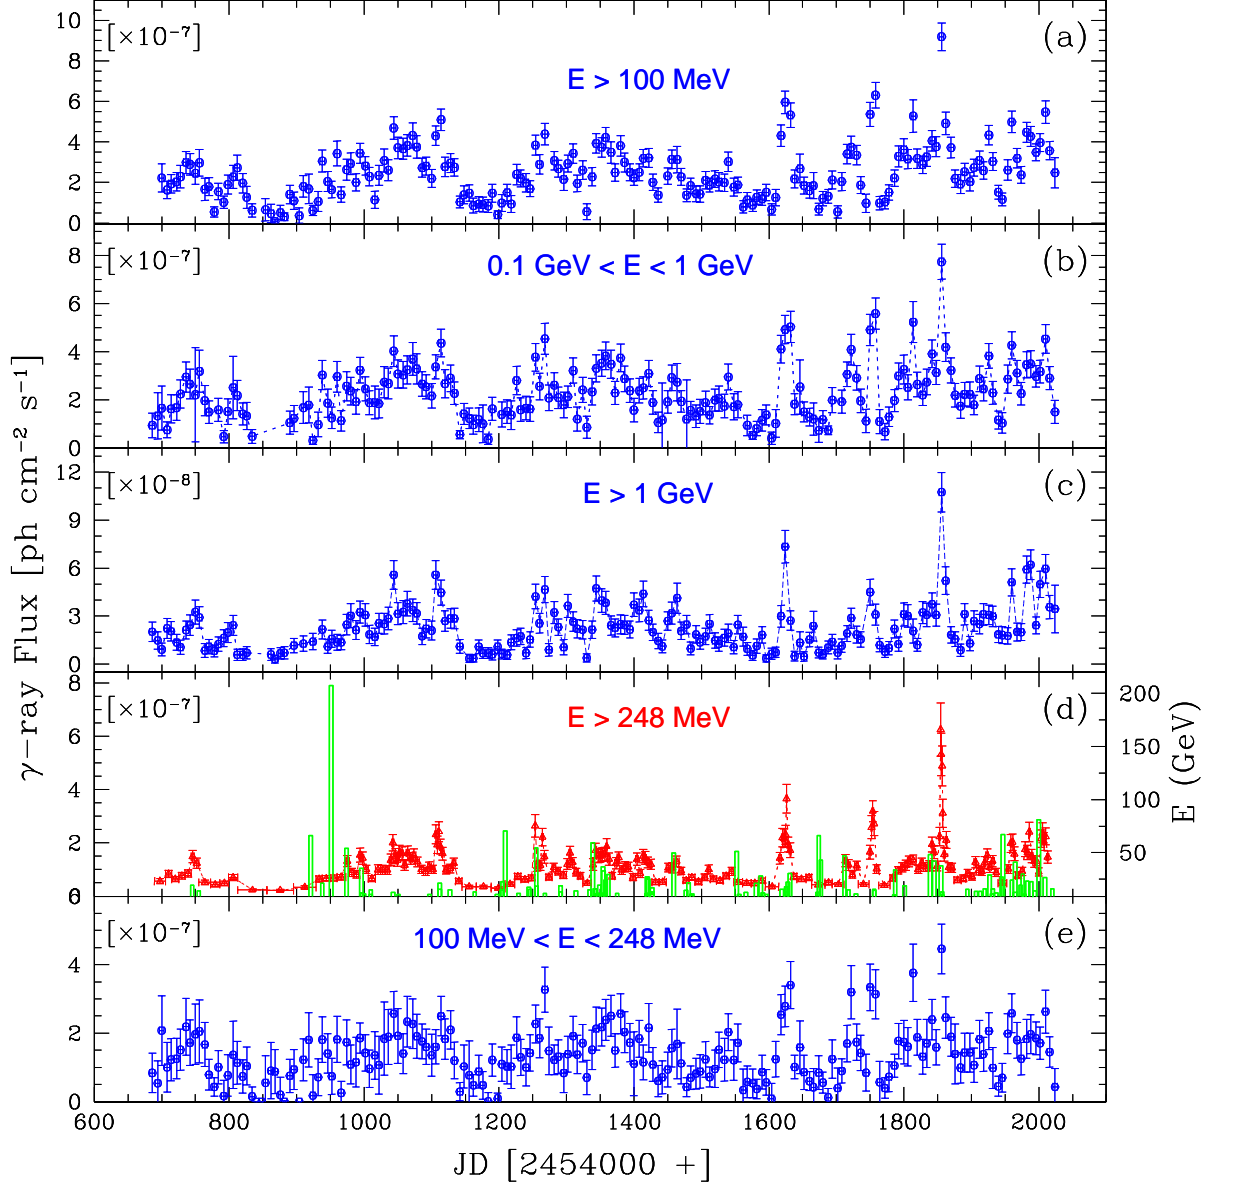 10
8
6
4
2
0
[×10⁻⁷]
E > 100 MeV
(a)
8
6
4
2
0
[×10⁻⁷]
0.1 GeV < E < 1 GeV
(b)
12
9
6
3
0
[×10⁻⁸]
E > 1 GeV
(c)
8
6
4
2
0
[×10⁻⁷]
E > 248 MeV
(d)
200
150
100
50
E (GeV)
4
2
0
[×10⁻⁷]
100 MeV < E < 248 MeV
(e)
γ-ray Flux [ph cm⁻² s⁻¹]
600 800 1000 1200 1400 1600 1800 2000
JD [2454000 +]